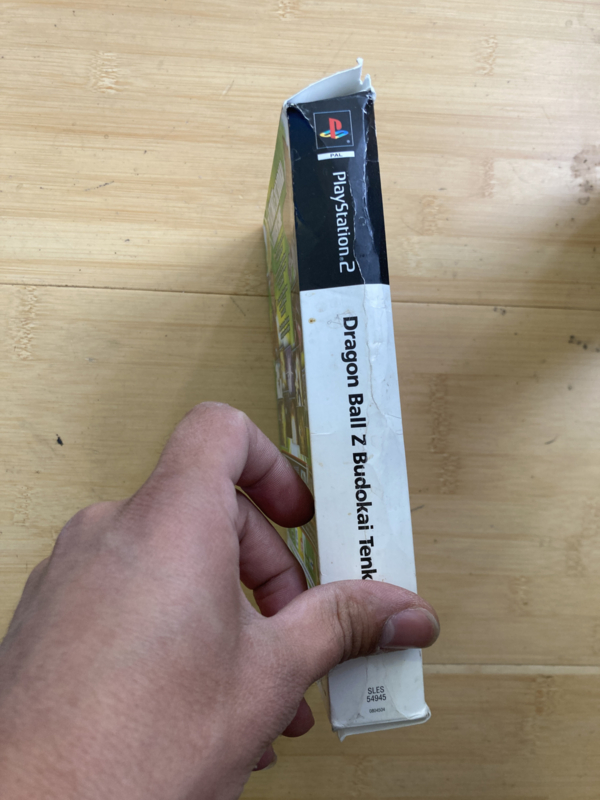 PAL
PlayStation.2
Dragon Ball Z Budokai Tenk
SLES
54945